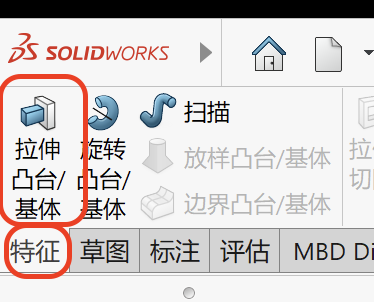 SOLIDWORKS
拉伸
凸台/
基体
旋转
凸台/
基体
扫描
放样凸台/基体
边界凸台/基体
拉
切
特征
草图
标注
评估
MBD Di